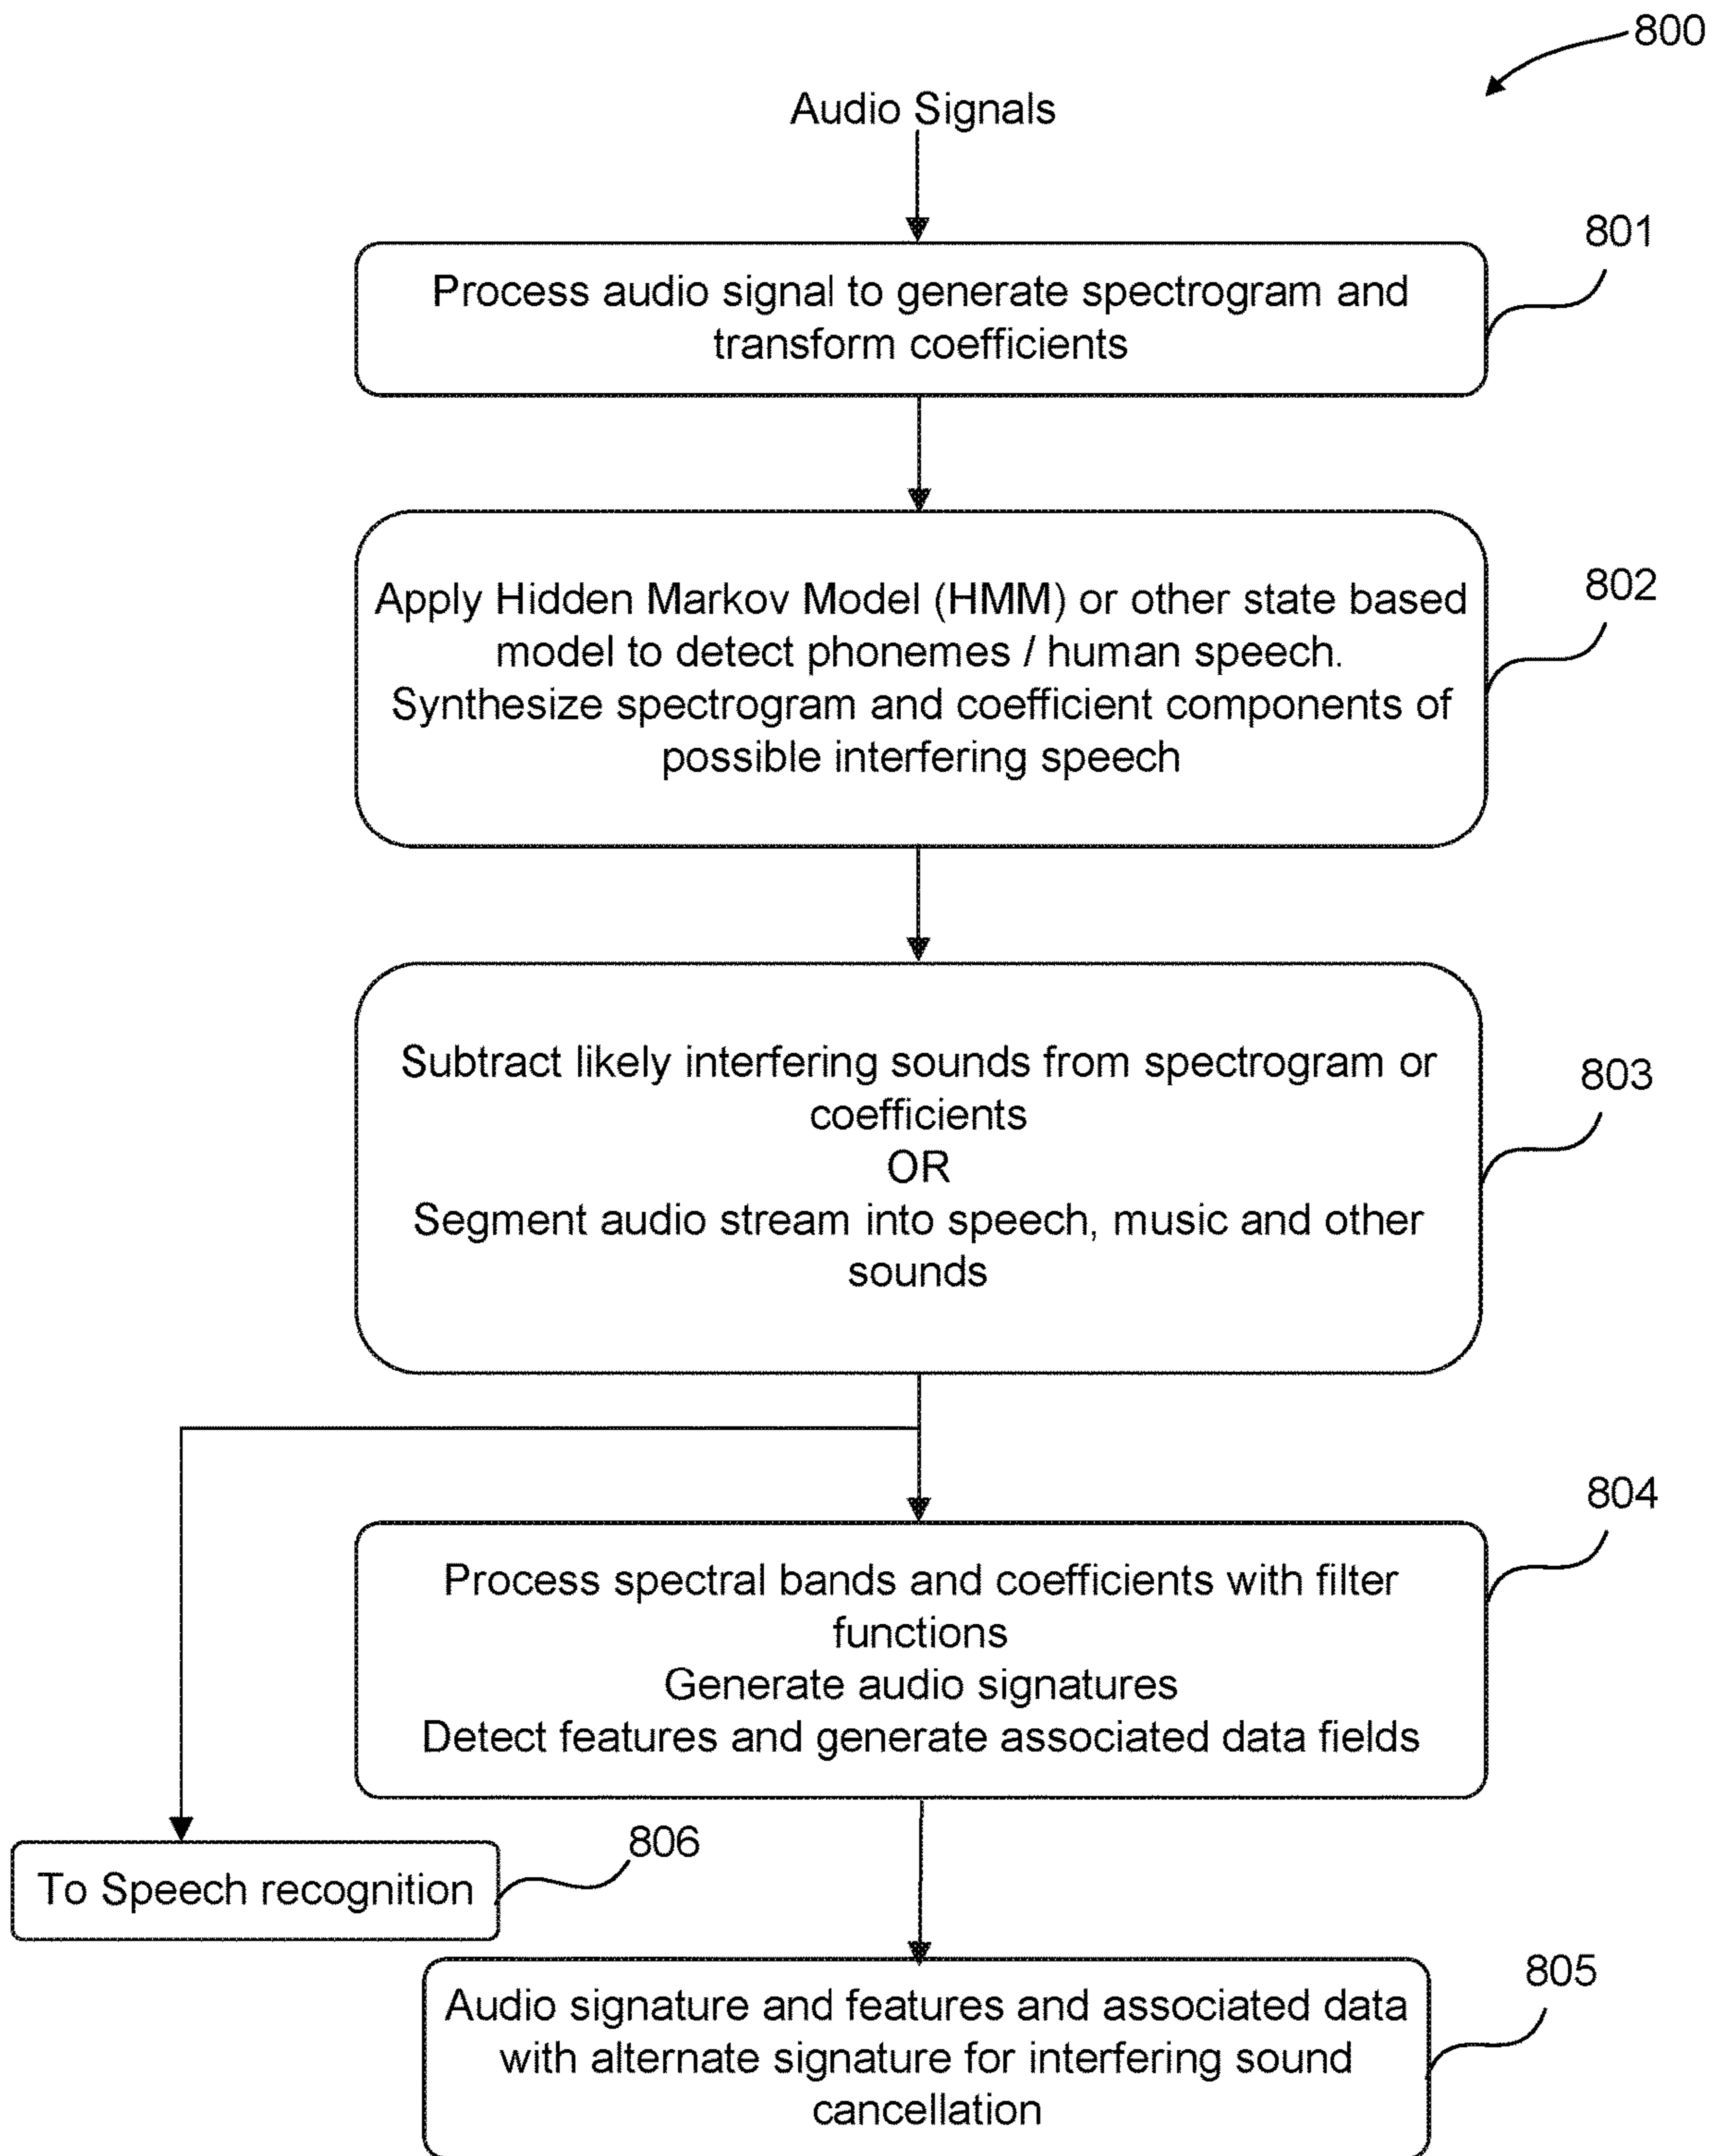 800
Audio Signals
801
Process audio signal to generate spectrogram and
transform coefficients
802
Apply Hidden Markov Model (HMM) or other state based
model to detect phonemes / human speech.
Synthesize spectrogram and coefficient components of
possible interfering speech
803
Subtract likely interfering sounds from spectrogram or
coefficients
OR
Segment audio stream into speech, music and other
sounds
804
Process spectral bands and coefficients with filter
functions
Generate audio signatures
Detect features and generate associated data fields
806
To Speech recognition
805
Audio signature and features and associated data
with alternate signature for interfering sound
cancellation